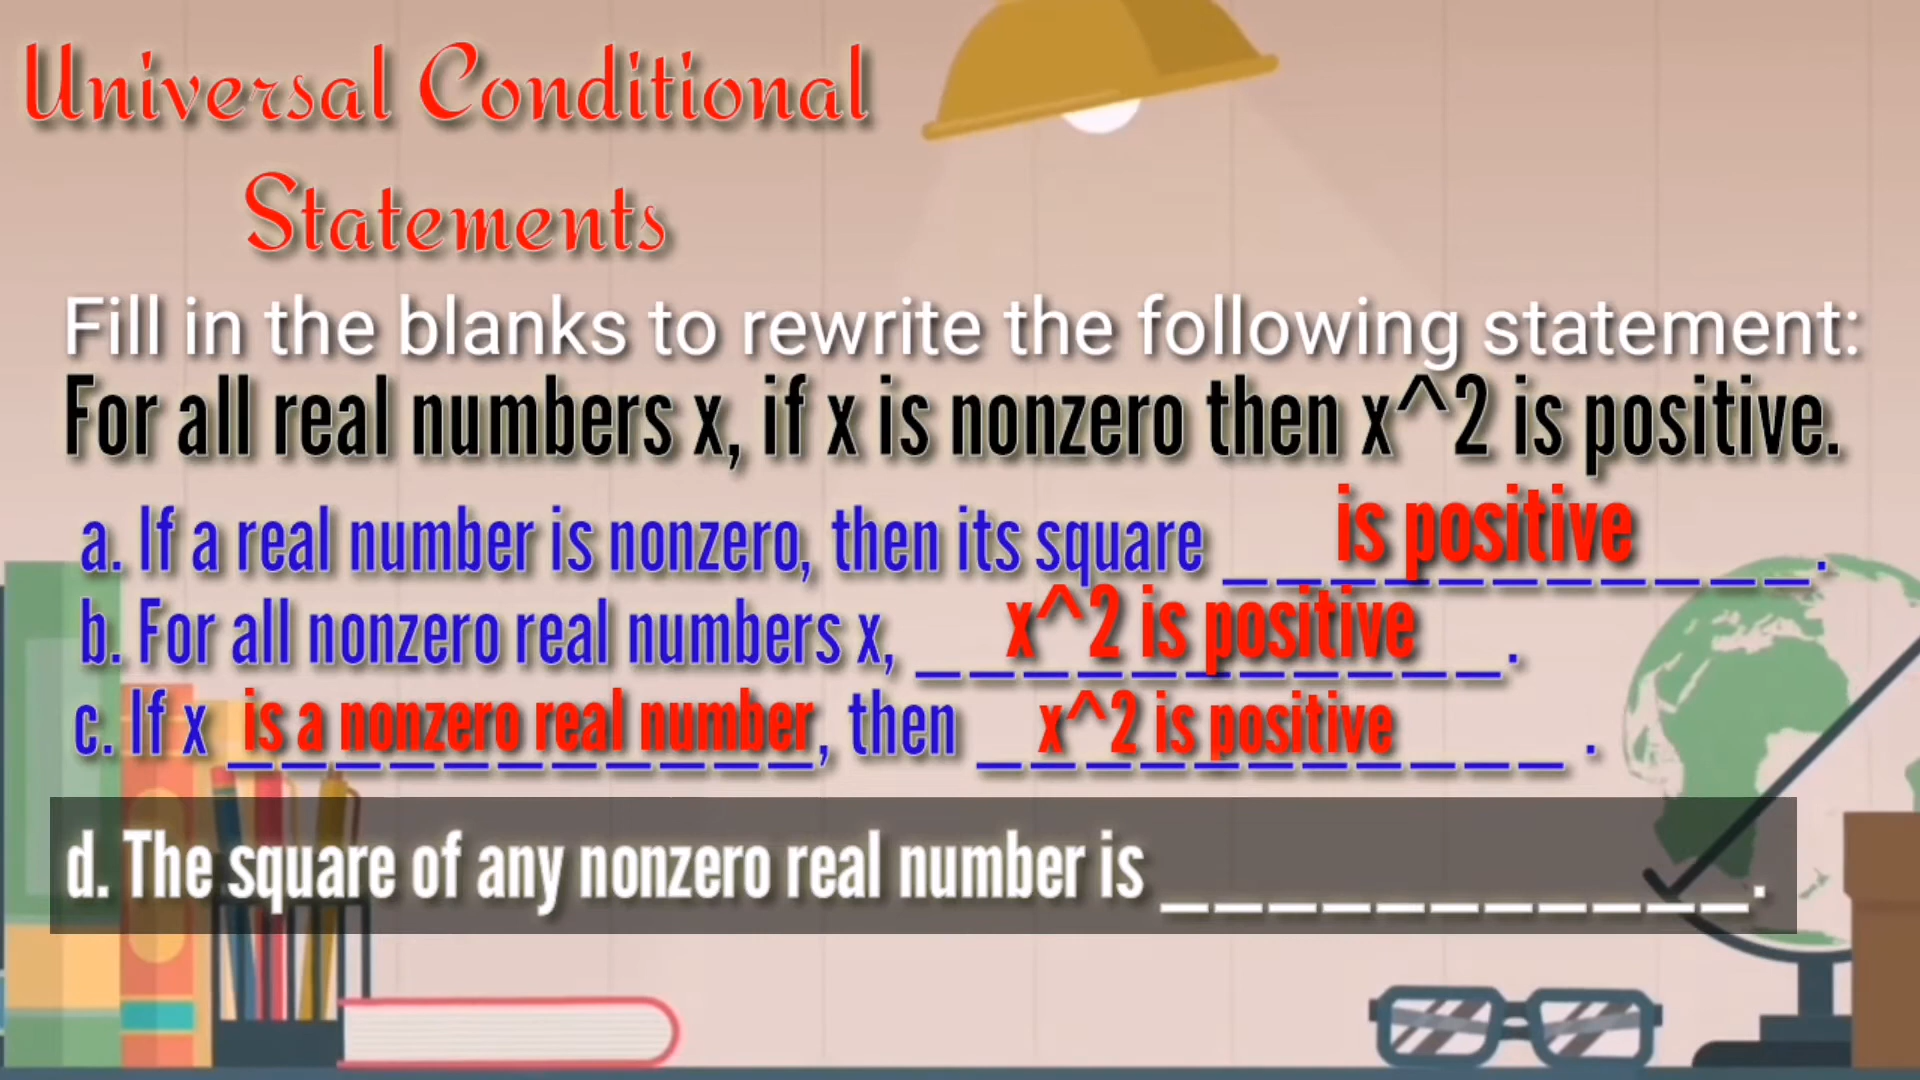 Universal Conditional
Statements
Fill in the blanks to rewrite the following statement:
For all real numbers x, if x is nonzero then x^2 is positive.
a. If a real number is nonzero, then its square is positive.
b. For all nonzero real numbers x, x^2 is positive.
c. If x is a nonzero real number, then x^2 is positive.
d. The square of any nonzero real number is ___________.